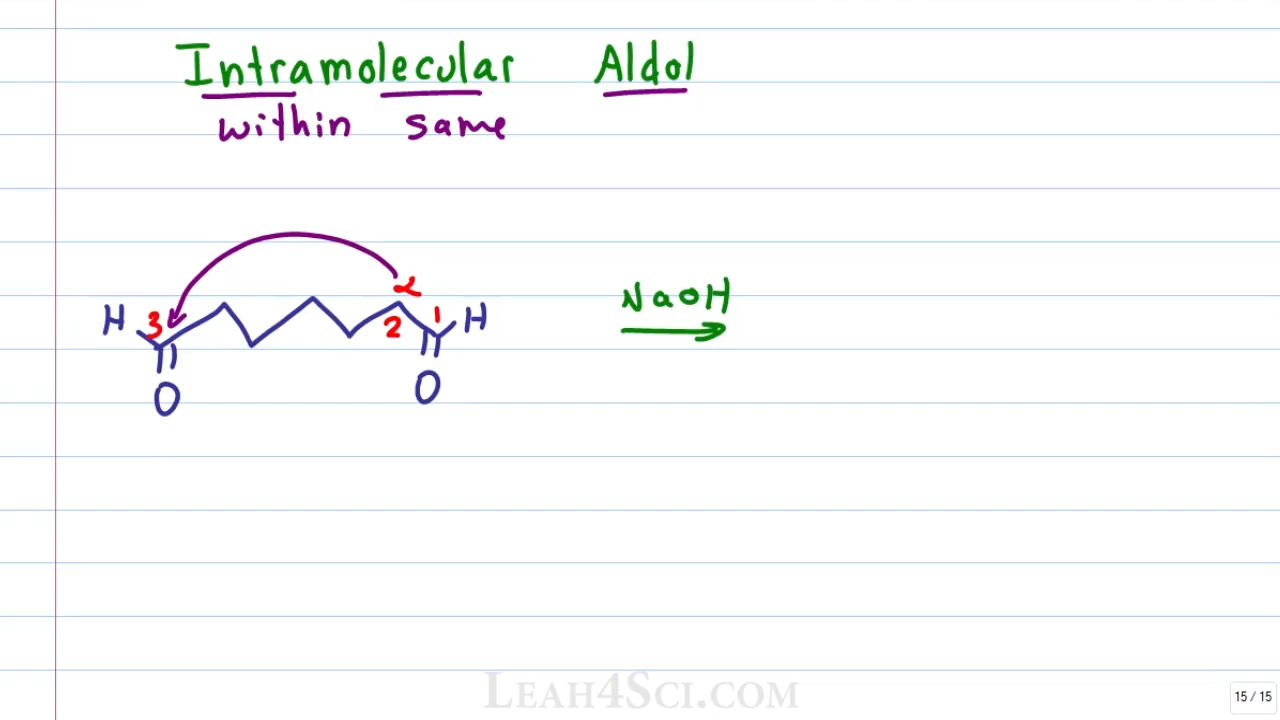 Intramolecular Aldol
within same
α
H 3 2 1 H
NaOH
O O
LEAH4SCI.COM
15 / 15